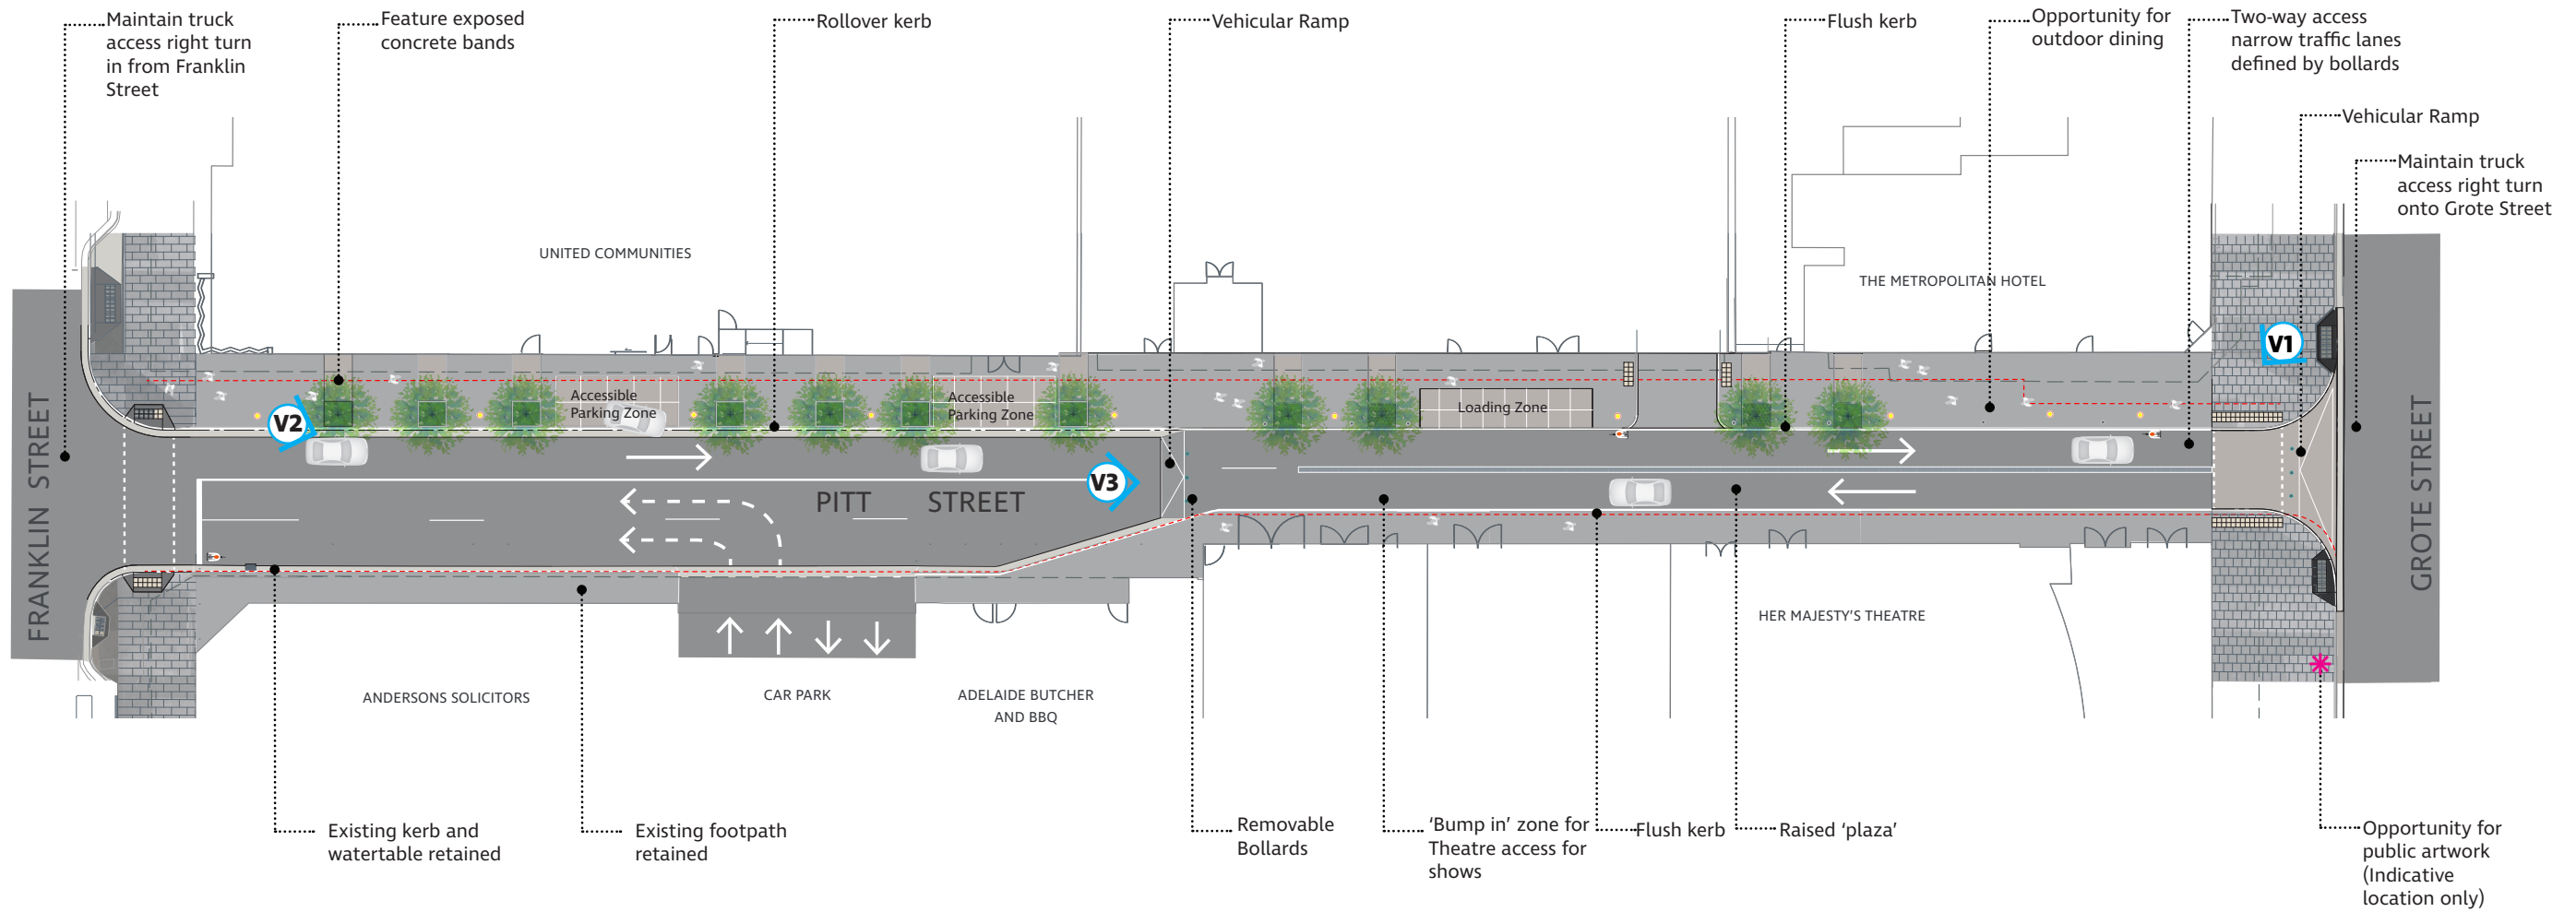 Maintain truck
access right turn
in from Franklin
Street
Feature exposed
concrete bands
Rollover kerb
Vehicular Ramp
Flush kerb
Opportunity for
outdoor dining
Two-way access
narrow traffic lanes
defined by bollards
Vehicular Ramp
Maintain truck
access right turn
onto Grote Street
UNITED COMMUNITIES
THE METROPOLITAN HOTEL
V1
Accessible
Parking Zone
Accessible
Parking Zone
Loading Zone
V2
V3
PITT STREET
FRANKLIN STREET
GROTE STREET
HER MAJESTY'S THEATRE
ANDERSONS SOLICITORS
CAR PARK
ADELAIDE BUTCHER
AND BBQ
Existing kerb and
watertable retained
Existing footpath
retained
Removable
Bollards
‘Bump in’ zone for
Theatre access for
shows
Flush kerb
Raised ‘plaza’
Opportunity for
public artwork
(Indicative
location only)